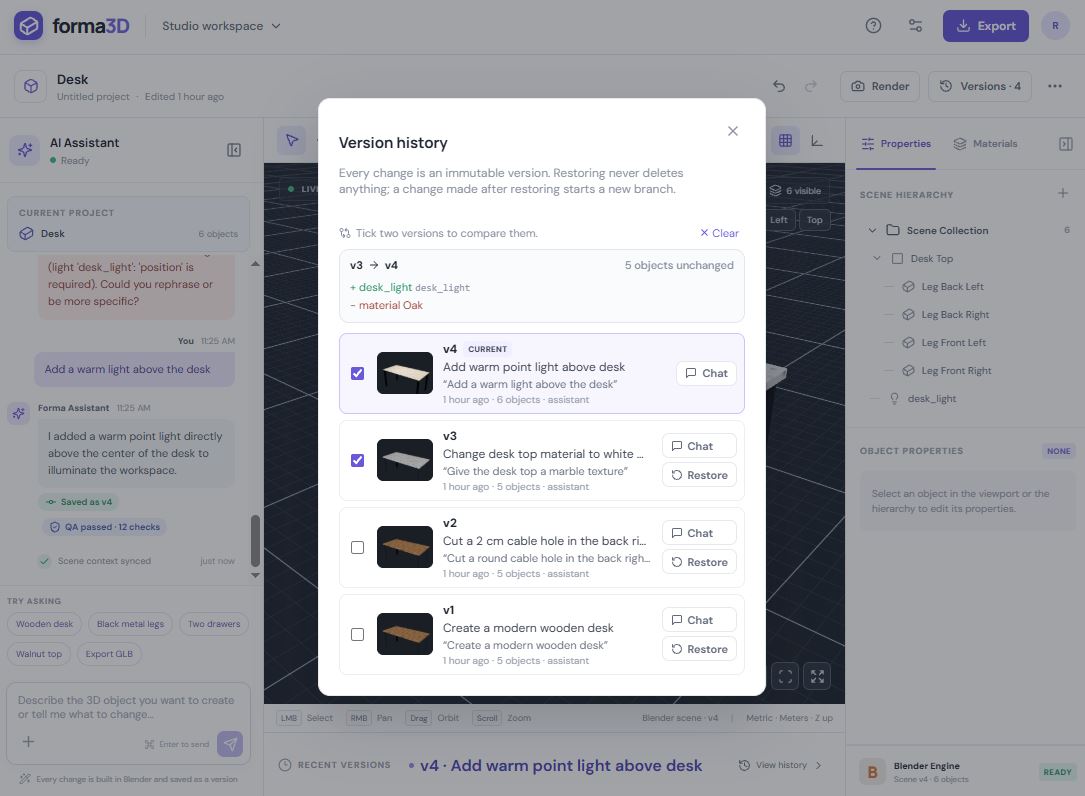 forma3D
Studio workspace
Export
R
Desk
Untitled project · Edited 1 hour ago
Render
Versions · 4
AI Assistant
Ready
CURRENT PROJECT
Desk
6 objects
(light 'desk_light': 'position' is
required). Could you rephrase or
be more specific?
You 11:25 AM
Add a warm light above the desk
Forma Assistant 11:25 AM
I added a warm point light directly
above the center of the desk to
illuminate the workspace.
Saved as v4
QA passed · 12 checks
Scene context synced
just now
TRY ASKING
Wooden desk
Black metal legs
Two drawers
Walnut top
Export GLB
Describe the 3D object you want to create
or tell me what to change...
Enter to send
Every change is built in Blender and saved as a version
6 visible
Left
Top
Version history
Every change is an immutable version. Restoring never deletes
anything; a change made after restoring starts a new branch.
Tick two versions to compare them.
Clear
v3 → v4
5 objects unchanged
+ desk_light desk_light
− material Oak
v4 CURRENT
Add warm point light above desk
“Add a warm light above the desk”
1 hour ago · 6 objects · assistant
Chat
v3
Change desk top material to white ...
“Give the desk top a marble texture”
1 hour ago · 5 objects · assistant
Chat
Restore
v2
Cut a 2 cm cable hole in the back ri...
“Cut a round cable hole in the back righ...
1 hour ago · 5 objects · assistant
Chat
Restore
v1
Create a modern wooden desk
“Create a modern wooden desk”
1 hour ago · 5 objects · assistant
Chat
Restore
LMB Select
RMB Pan
Drag Orbit
Scroll Zoom
Blender scene · v4 | Metric · Meters · Z up
RECENT VERSIONS
v4 · Add warm point light above desk
View history
Properties
Materials
SCENE HIERARCHY
Scene Collection
6
Desk Top
Leg Back Left
Leg Back Right
Leg Front Left
Leg Front Right
desk_light
OBJECT PROPERTIES
NONE
Select an object in the viewport or the
hierarchy to edit its properties.
B
Blender Engine
Scene v4 · 6 objects
READY